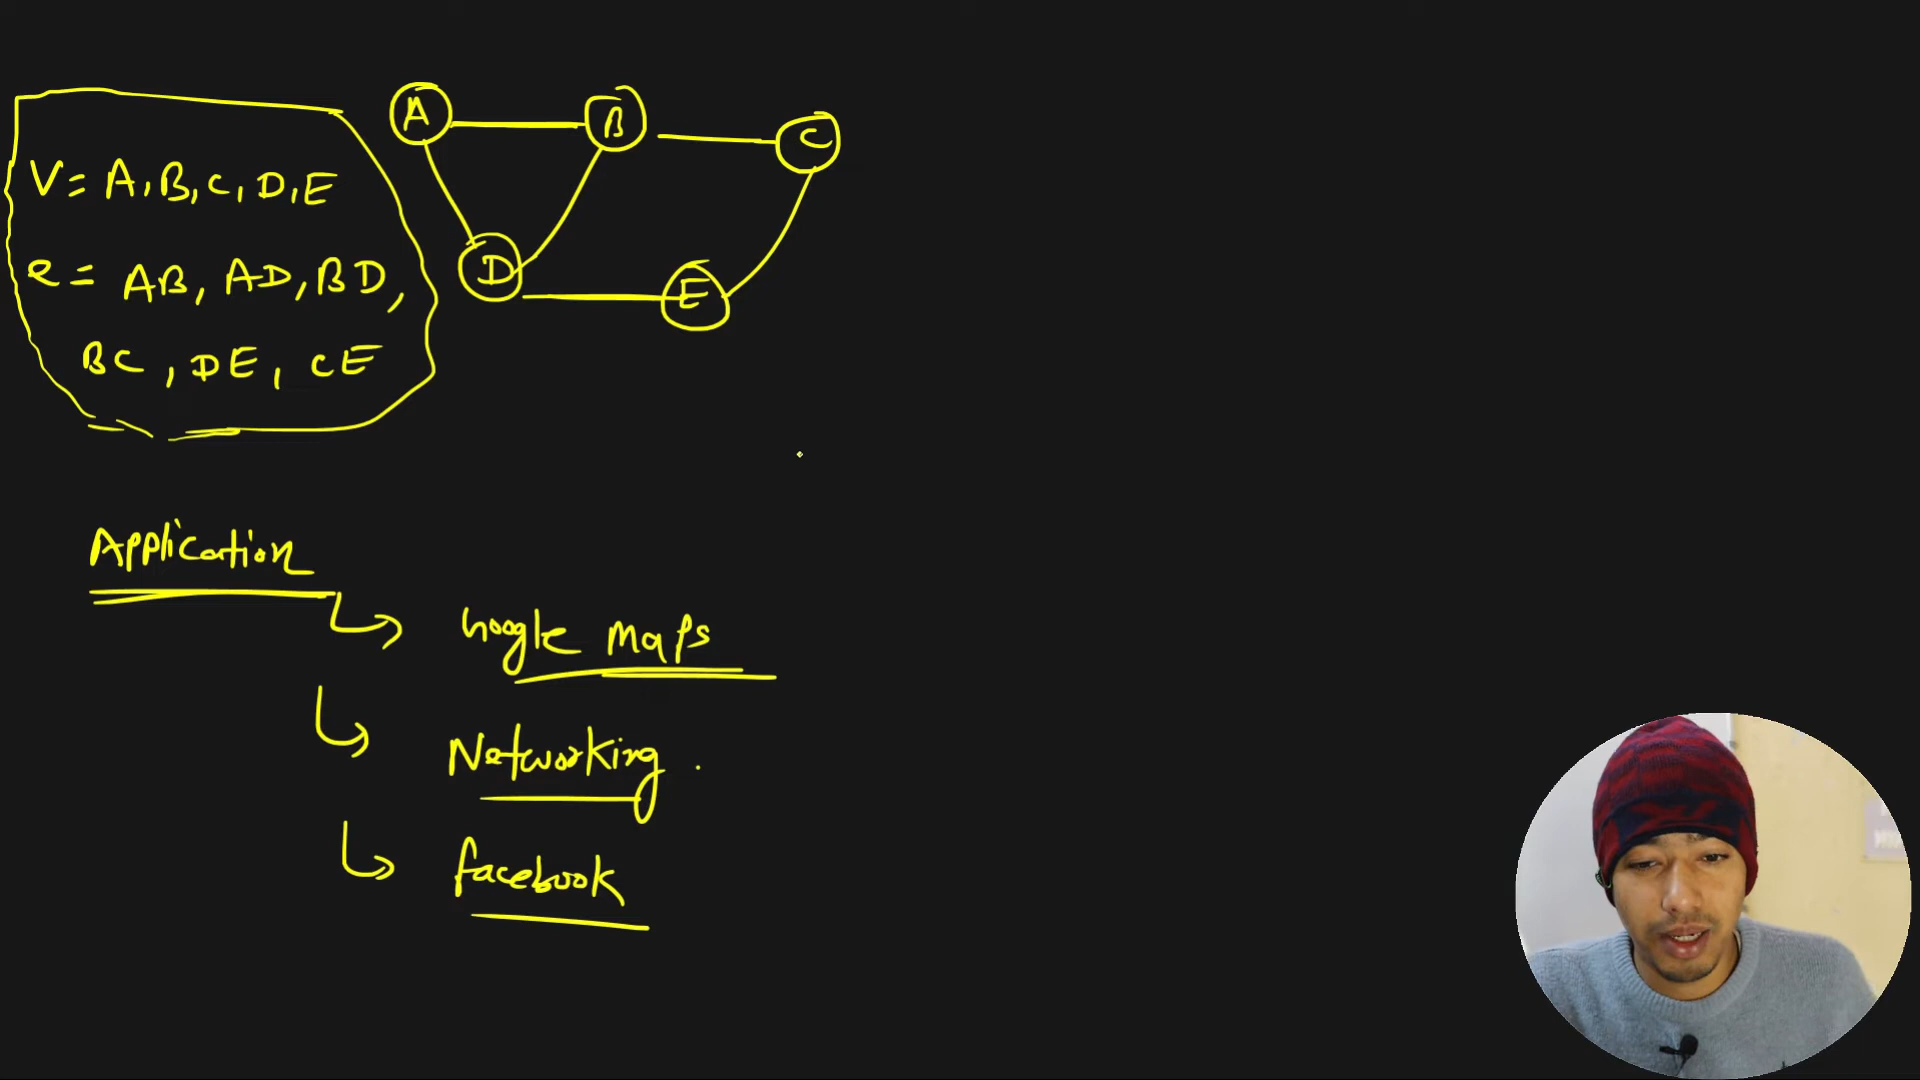 A
B
C
D
E
V = A, B, C, D, E
e = AB, AD, BD,
BC, DE, CE
Application
Google Maps
Networking .
facebook